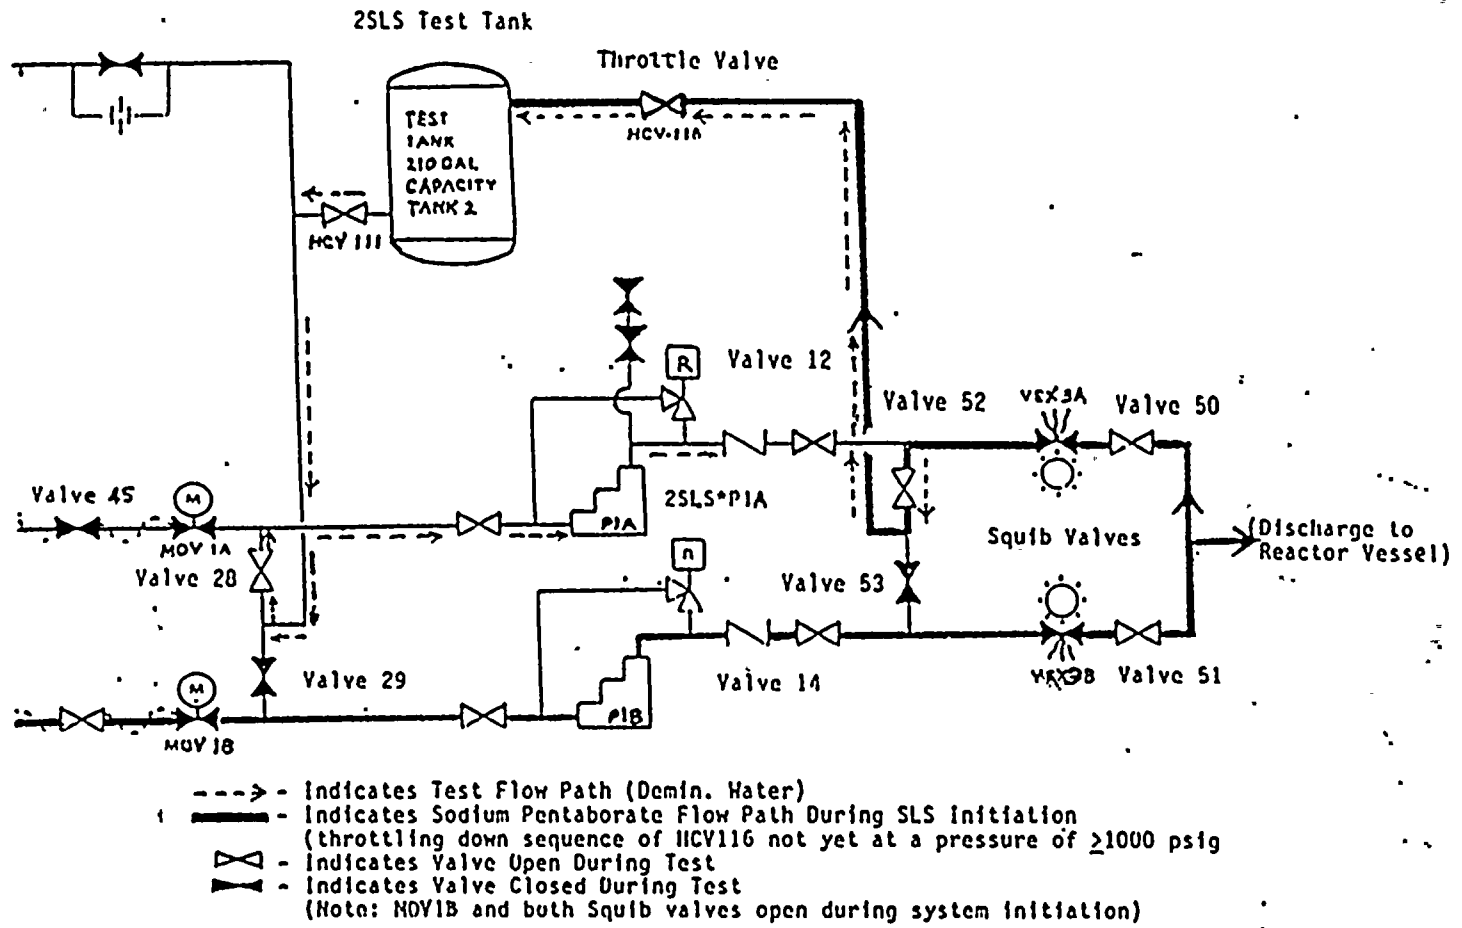 2SLS Test Tank
Throttle Valve
TEST
TANK
210 GAL
CAPACITY
TANK 2
HCV 111
Valve 12
R
Valve 52
Valve 50
Valve 45
M
MOV 1A
Valve 28
P1A
2SLS*P1A
Squib Valves
(Discharge to
Reactor Vessel)
Valve 53
Valve 29
M
MOV 1B
P1B
Valve 14
Valve 51
- Indicates Test Flow Path (Demin. Water)
- Indicates Sodium Pentaborate Flow Path During SLS Initiation
(throttling down sequence of HCV116 not yet at a pressure of ≥1000 psig
- Indicates Valve Open During Test
- Indicates Valve Closed During Test
(Note: MOV1B and both Squib valves open during system initiation)